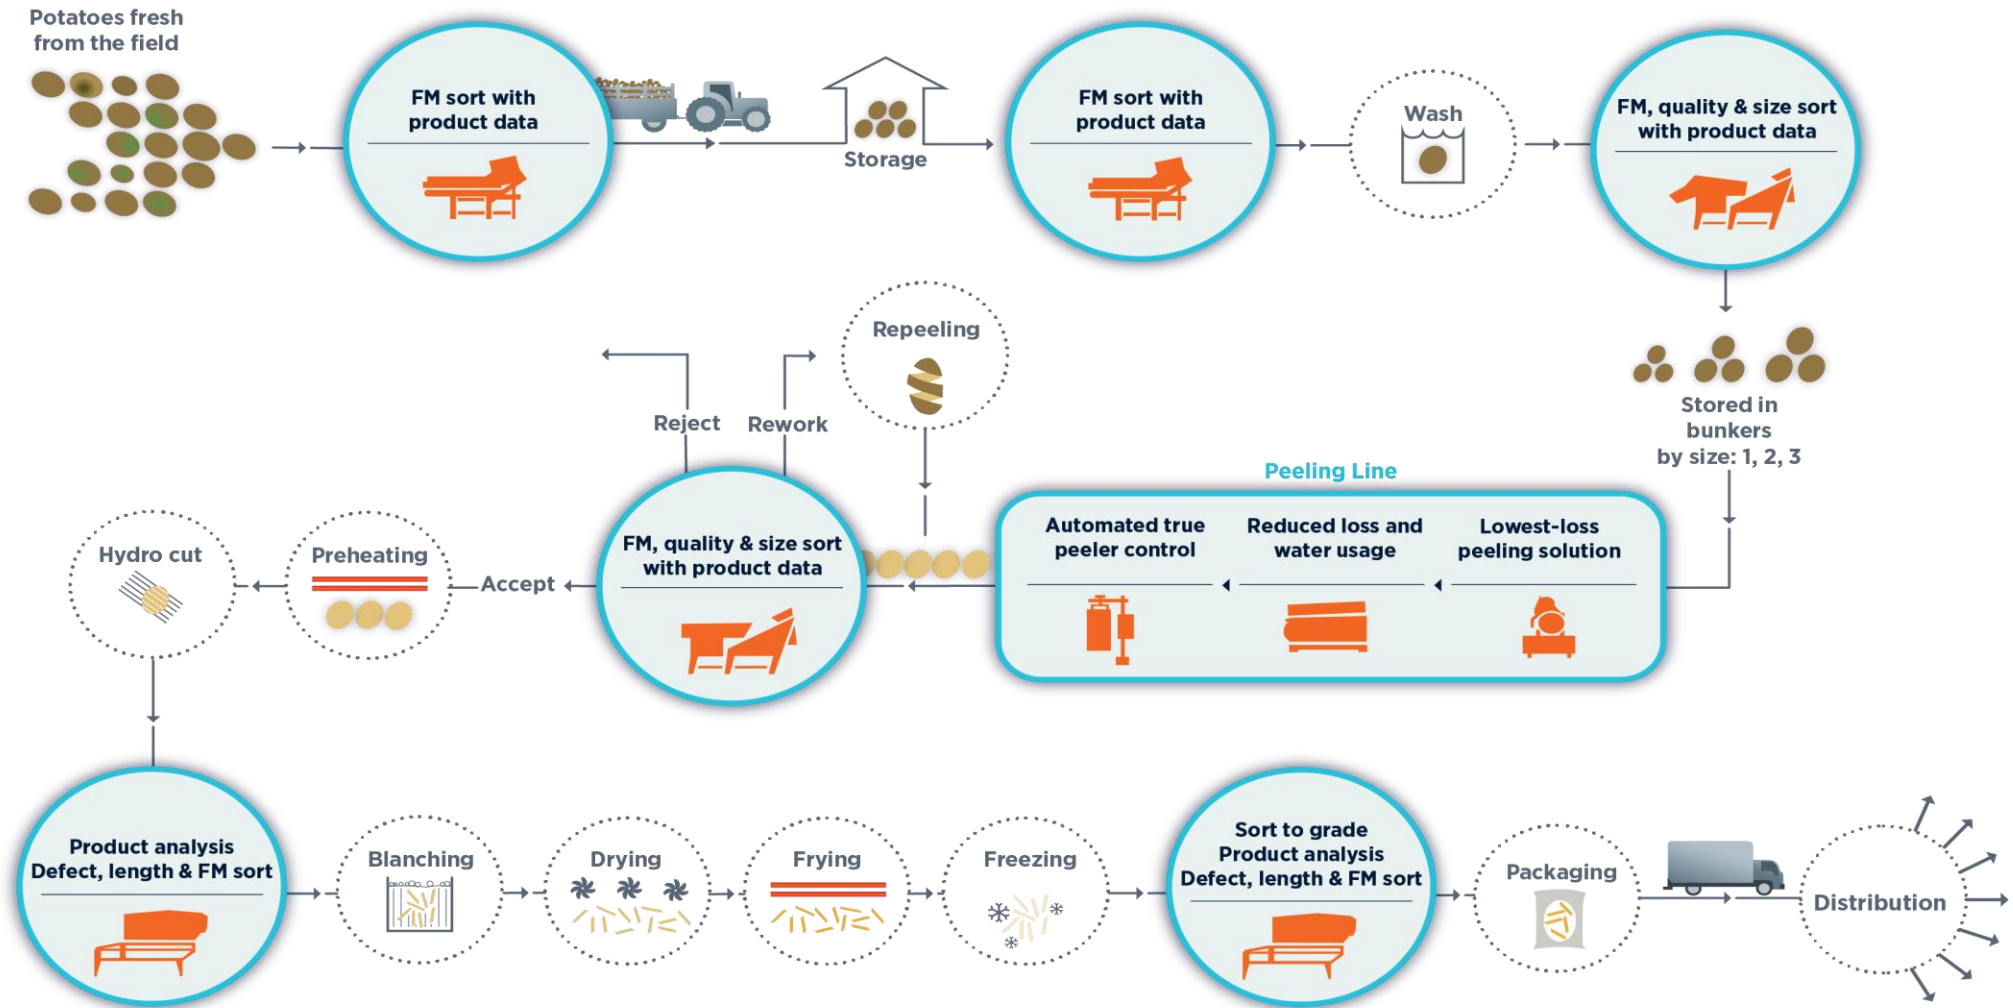 Potatoes fresh
from the field
FM sort with
product data
Storage
FM sort with
product data
Wash
FM, quality & size sort
with product data
Stored in
bunkers
by size: 1, 2, 3
Peeling Line
Lowest-loss
peeling solution
Reduced loss and
water usage
Automated true
peeler control
Repeeling
Reject
Rework
FM, quality & size sort
with product data
Accept
Preheating
Hydro cut
Product analysis
Defect, length & FM sort
Blanching
Drying
Frying
Freezing
Sort to grade
Product analysis
Defect, length & FM sort
Packaging
Distribution